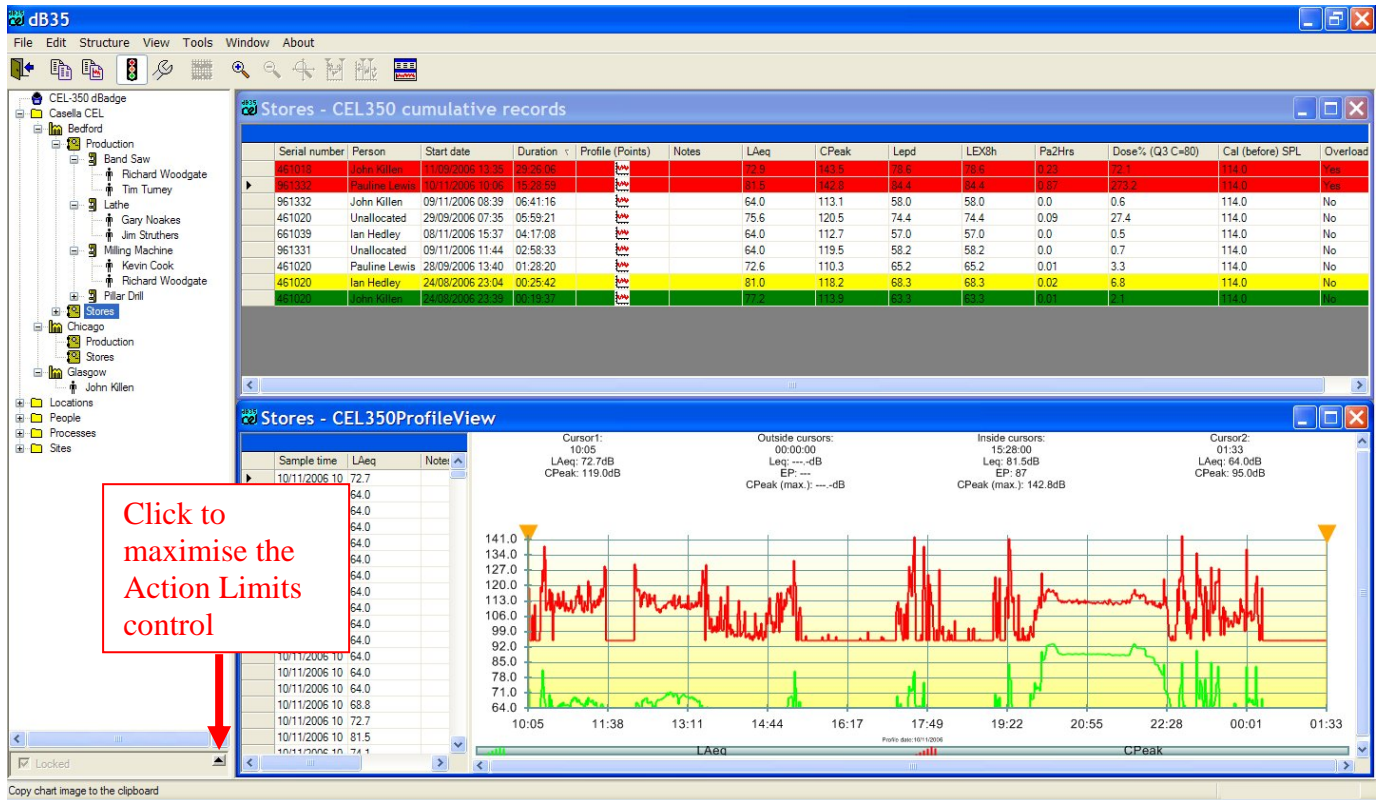 dB35
File Edit Structure View Tools Window About
CEL-350 dBadge
Casella CEL
Bedford
Production
Band Saw
Richard Woodgate
Tim Turney
Lathe
Gary Noakes
Jim Struthers
Milling Machine
Kevin Cook
Richard Woodgate
Pillar Drill
Stores
Chicago
Production
Stores
Glasgow
John Killen
Locations
People
Processes
Sites
Click to
maximise the
Action Limits
control
Locked
Stores - CEL350 cumulative records
Serial number Person Start date Duration Profile (Points) Notes LAeq CPeak Lepd LEX8h Pa2Hrs Dose% (Q3 C=80) Cal (before) SPL Overload
461018 John Killen 11/09/2006 13:35 29:26:06 72.9 143.5 78.6 78.6 0.23 72.1 114.0 Yes
961332 Pauline Lewis 10/11/2006 10:06 15:28:59 81.5 142.8 84.4 84.4 0.87 273.2 114.0 Yes
961332 John Killen 09/11/2006 08:39 06:41:16 64.0 113.1 58.0 58.0 0.0 0.6 114.0 No
461020 Unallocated 29/09/2006 07:35 05:59:21 75.6 120.5 74.4 74.4 0.09 27.4 114.0 No
661039 Ian Hedley 08/11/2006 15:37 04:17:08 64.0 112.7 57.0 57.0 0.0 0.5 114.0 No
961331 Unallocated 09/11/2006 11:44 02:58:33 64.0 119.5 58.2 58.2 0.0 0.7 114.0 No
461020 Pauline Lewis 28/09/2006 13:40 01:28:20 72.6 110.3 65.2 65.2 0.01 3.3 114.0 No
461020 Ian Hedley 24/08/2006 23:04 00:25:42 81.0 118.2 68.3 68.3 0.02 6.8 114.0 No
461020 John Killen 24/08/2006 23:39 00:19:37 77.2 113.9 63.3 63.3 0.01 2.1 114.0 No
Stores - CEL350ProfileView
Sample time LAeq Notes
10/11/2006 10 72.7
64.0
64.0
64.0
64.0
64.0
64.0
64.0
64.0
64.0
64.0
10/11/2006 10 64.0
10/11/2006 10 64.0
10/11/2006 10 64.0
10/11/2006 10 68.8
10/11/2006 10 72.7
10/11/2006 10 81.5
10/11/2006 10 74.1
Cursor1:
10:05
LAeq: 72.7dB
CPeak: 119.0dB
Outside cursors:
00:00:00
Leq: ---.-dB
EP: ---
CPeak (max.): ---.-dB
Inside cursors:
15:28:00
Leq: 81.5dB
EP: 87
CPeak (max.): 142.8dB
Cursor2:
01:33
LAeq: 64.0dB
CPeak: 95.0dB
141.0
134.0
127.0
120.0
113.0
106.0
99.0
92.0
85.0
78.0
71.0
64.0
10:05 11:38 13:11 14:44 16:17 17:49 19:22 20:55 22:28 00:01 01:33
Profile date: 10/11/2006
LAeq CPeak
Copy chart image to the clipboard